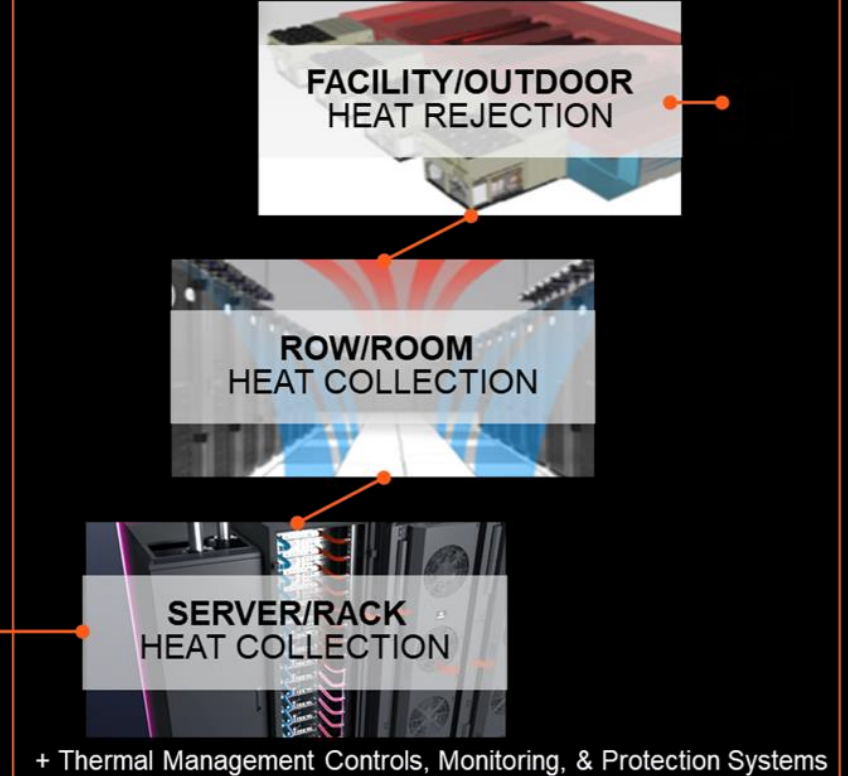 FACILITY/OUTDOOR
HEAT REJECTION
ROW/ROOM
HEAT COLLECTION
SERVER/RACK
HEAT COLLECTION
+ Thermal Management Controls, Monitoring, & Protection Systems